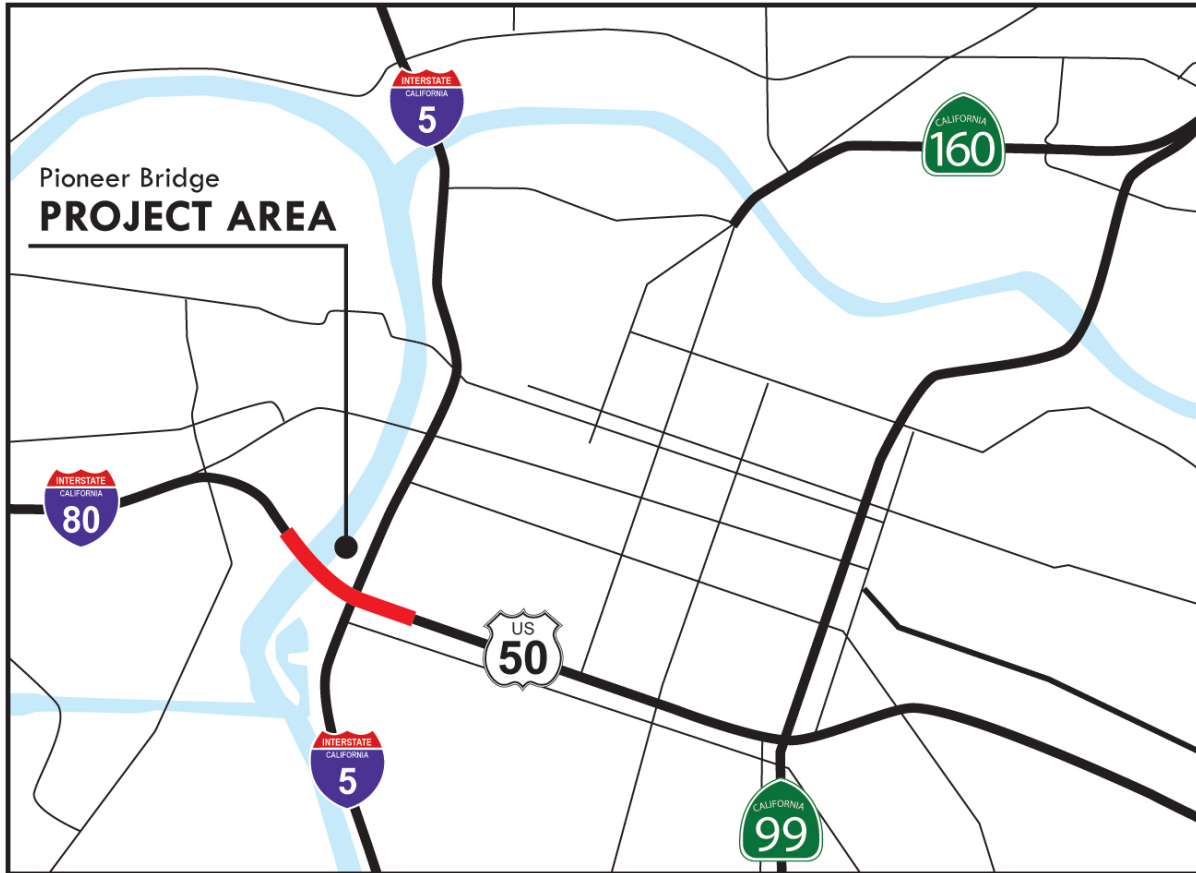 INTERSTATE
CALIFORNIA
5
CALIFORNIA
160
Pioneer Bridge
PROJECT AREA
INTERSTATE
CALIFORNIA
80
US
50
INTERSTATE
CALIFORNIA
5
CALIFORNIA
99